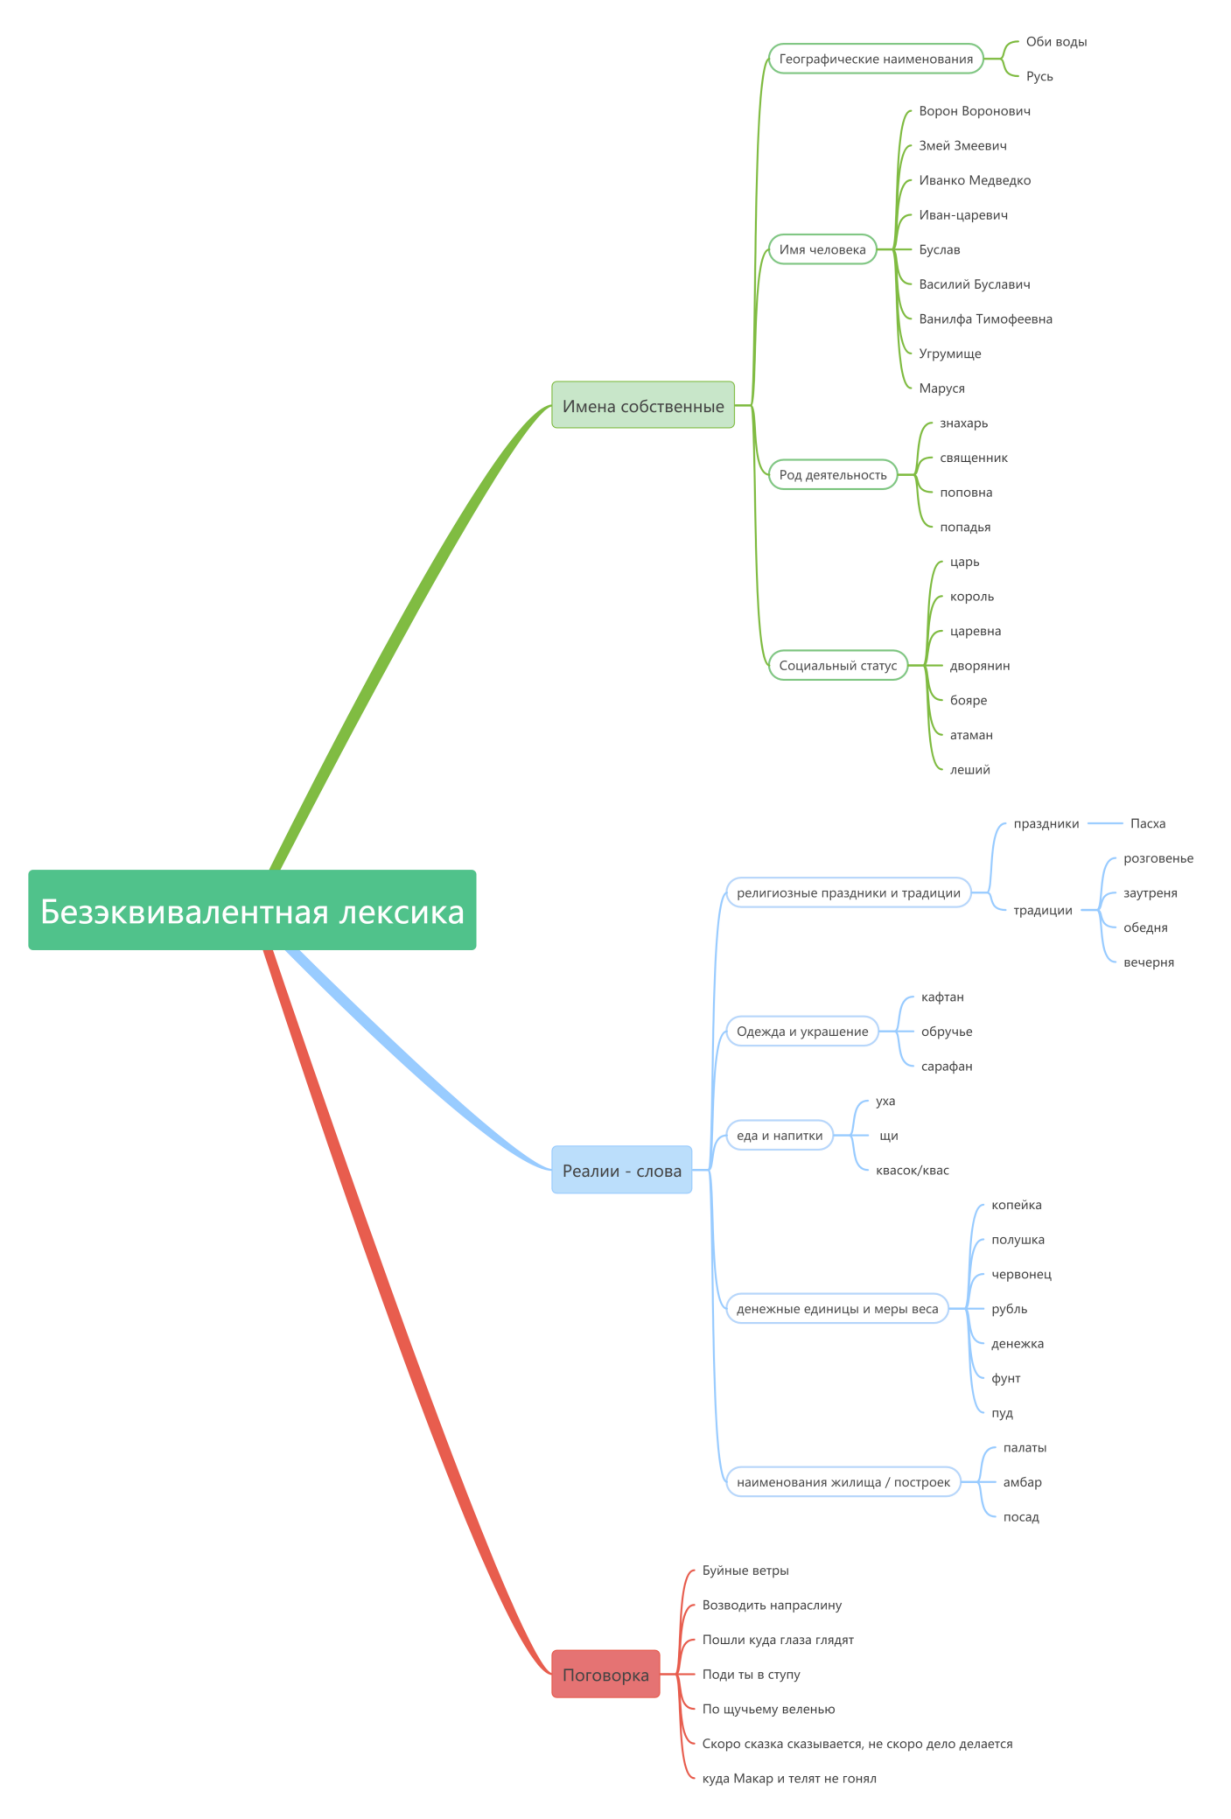 Безэквивалентная лексика
Имена собственные
Географические наименования
Оби воды
Русь
Имя человека
Ворон Воронович
Змей Змеевич
Иванко Медведко
Иван-царевич
Буслав
Василий Буславич
Ванилфа Тимофеевна
Угрумище
Маруся
Род деятельность
знахарь
священник
поповна
попадья
Социальный статус
царь
король
царевна
дворянин
бояре
атаман
леший
Реалии - слова
религиозные праздники и традиции
праздники
Пасха
традиции
розговенье
заутреня
обедня
вечерня
Одежда и украшение
кафтан
обручье
сарафан
еда и напитки
уха
щи
квасок/квас
денежные единицы и меры веса
копейка
полушка
червонец
рубль
денежка
фунт
пуд
наименования жилища / построек
палаты
амбар
посад
Поговорка
Буйные ветры
Возводить напраслину
Пошли куда глаза глядят
Поди ты в ступу
По щучьему веленью
Скоро сказка сказывается, не скоро дело делается
куда Макар и телят не гонял